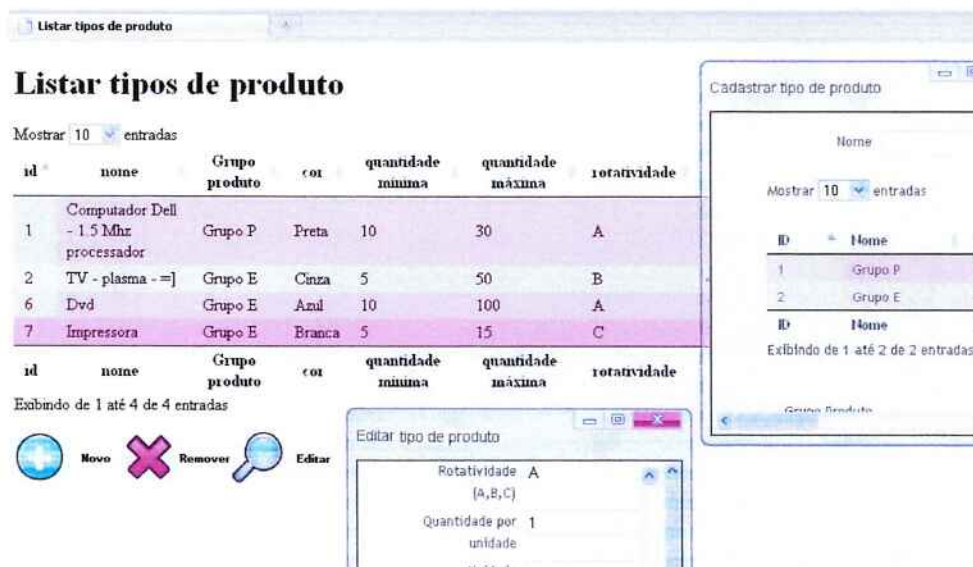 Listar tipos de produto
Listar tipos de produto
Mostrar 10 entradas
id nome Grupo produto cor quantidade mínima quantidade máxima rotatividade
1 Computador Dell - 1.5 Mhz processador Grupo P Preta 10 30 A
2 TV - plasma - =] Grupo E Cinza 5 50 B
6 Dvd Grupo E Azul 10 100 A
7 Impressora Grupo E Branca 5 15 C
id nome Grupo produto cor quantidade mínima quantidade máxima rotatividade
Exibindo de 1 até 4 de 4 entradas
Novo Remover Editar
Cadastrar tipo de produto
Nome
Mostrar 10 entradas
ID Nome
1 Grupo P
2 Grupo E
ID Nome
Exibindo de 1 até 2 de 2 entradas
Grupo Produto
Editar tipo de produto
Rotatividade A
(A,B,C)
Quantidade por 1
unidade